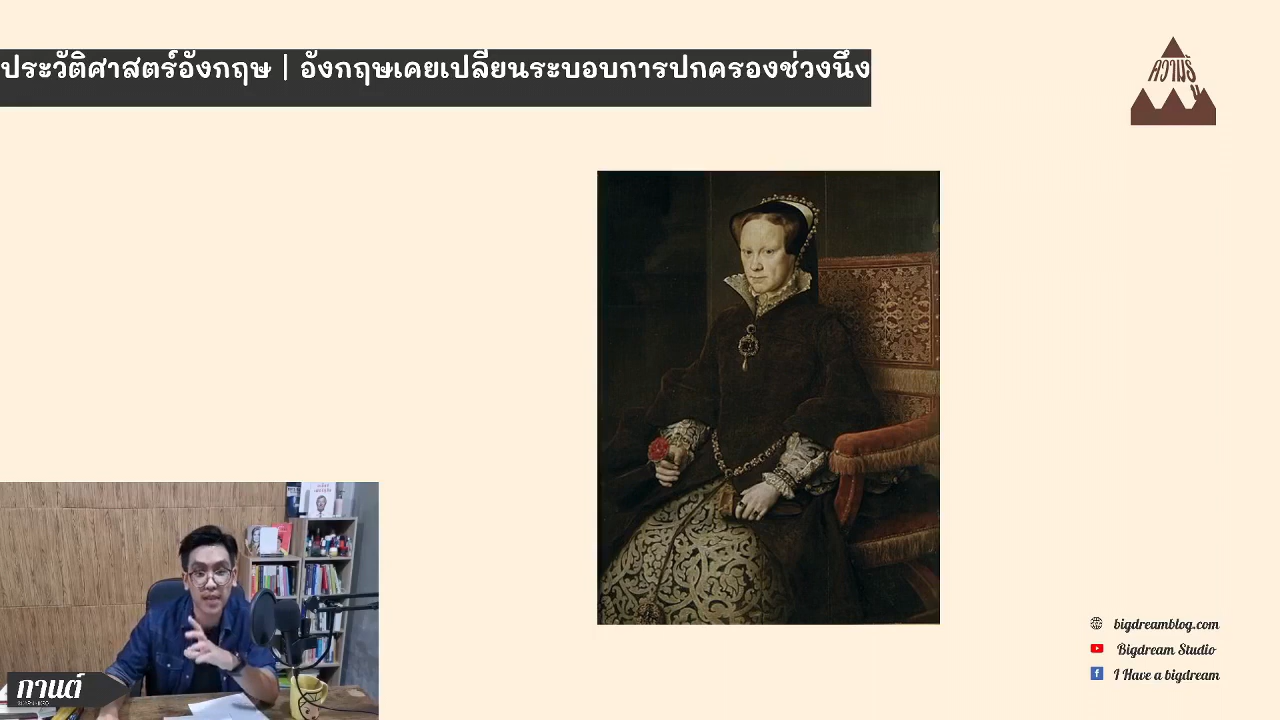 ประวัติศาสตร์อังกฤษ | อังกฤษเคยเปลี่ยนระบอบการปกครองช่วงนึง
ความรู้
bigdreamblog.com
Bigdream Studio
I Have a bigdream
กานต์